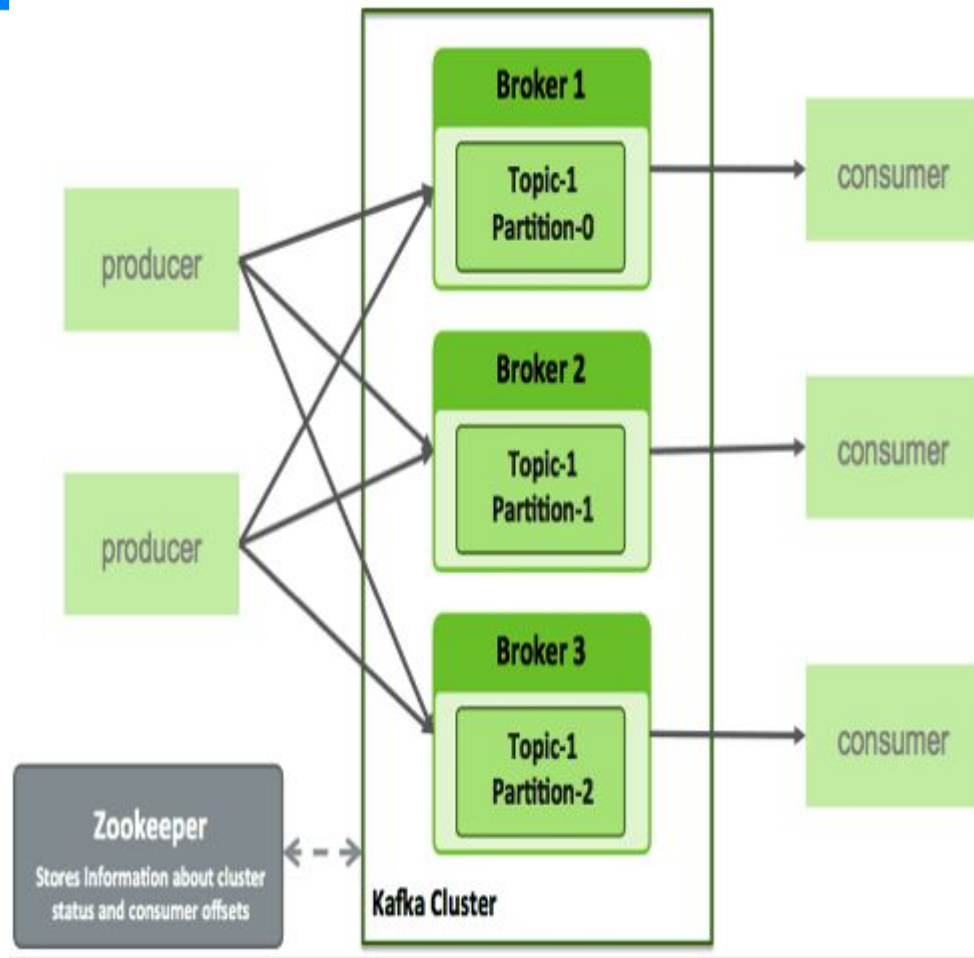 Broker 1
Topic-1
Partition-0
consumer
producer
Broker 2
Topic-1
Partition-1
consumer
producer
Broker 3
Topic-1
Partition-2
consumer
Zookeeper
Stores Information about cluster
status and consumer offsets
Kafka Cluster